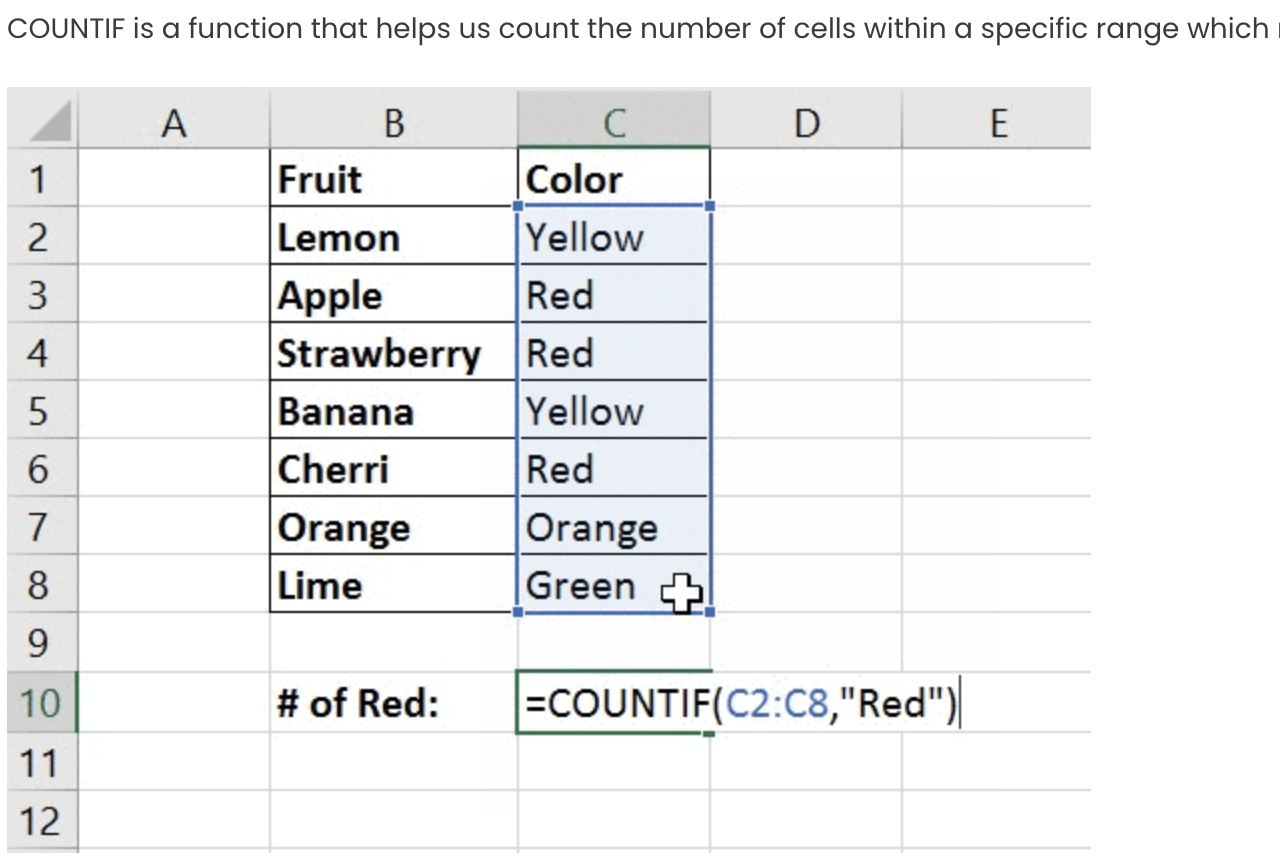 COUNTIF is a function that helps us count the number of cells within a specific range which
A B C D E
1 Fruit Color
2 Lemon Yellow
3 Apple Red
4 Strawberry Red
5 Banana Yellow
6 Cherri Red
7 Orange Orange
8 Lime Green
9
10 # of Red: =COUNTIF(C2:C8,"Red")
11
12